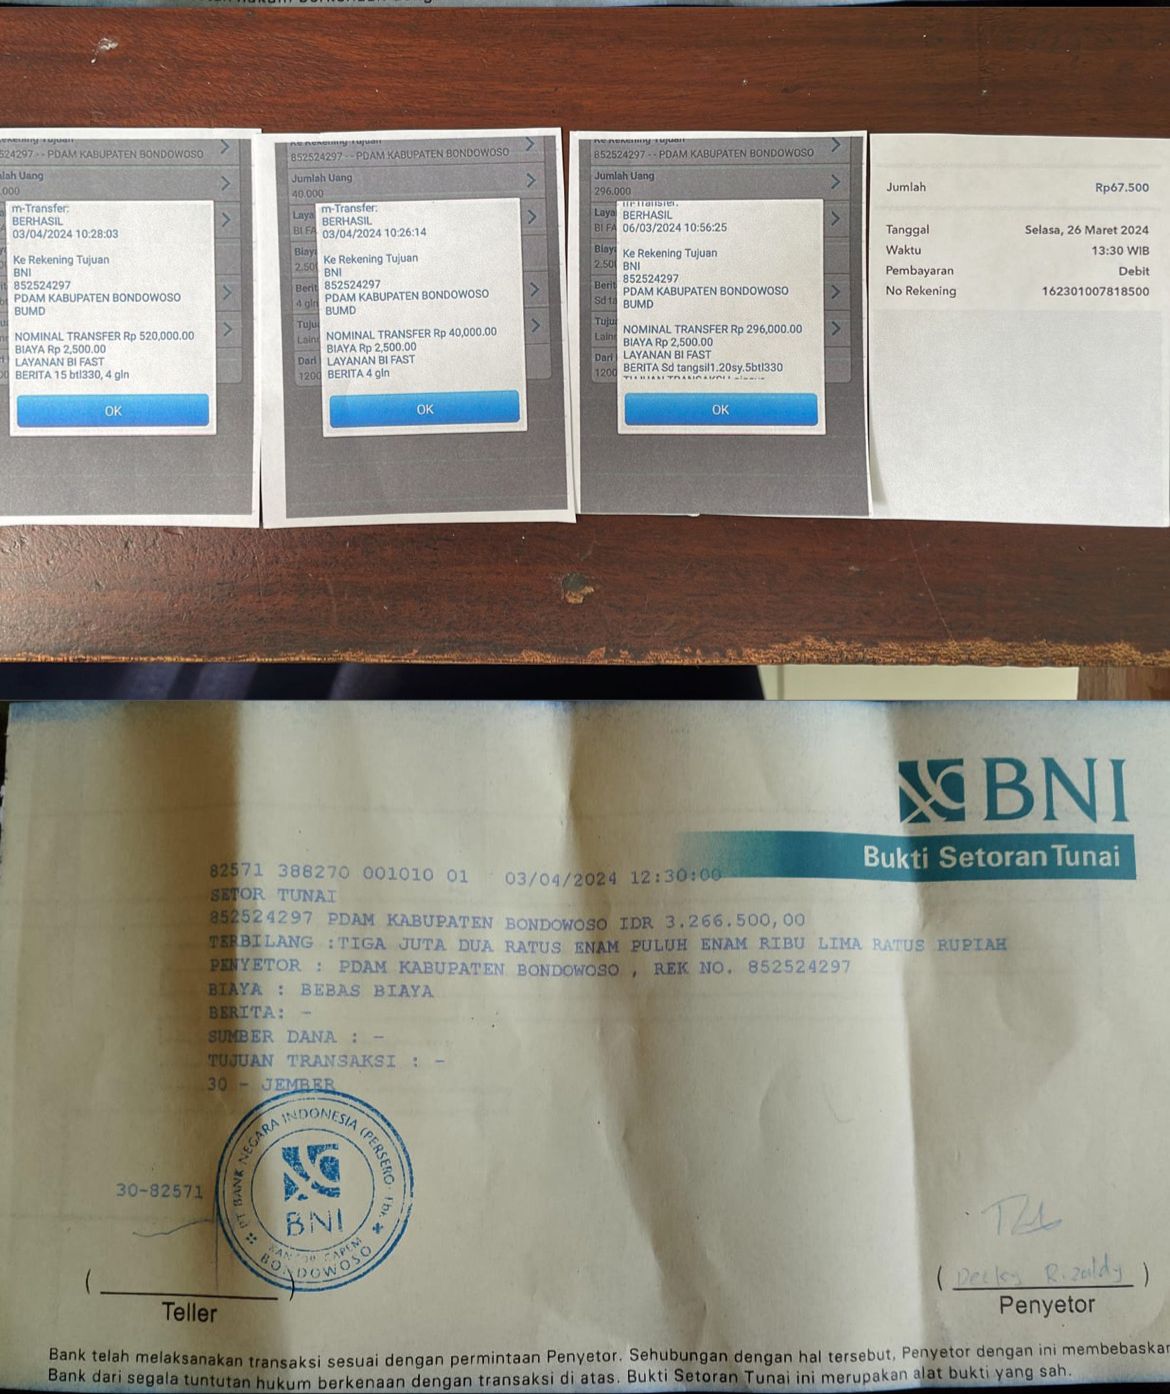 852524297 - - PDAM KABUPATEN BONDOWOSO
.000
m-Transfer:
BERHASIL
03/04/2024 10:28:03
Ke Rekening Tujuan
BNI
852524297
PDAM KABUPATEN BONDOWOSO
BUMD
NOMINAL TRANSFER Rp 520,000.00
BIAYA Rp 2,500.00
LAYANAN BI FAST
BERITA 15 btl330, 4 gln
OK
Ke Rekening Tujuan
852524297 - - PDAM KABUPATEN BONDOWOSO
Jumlah Uang
40.000
m-Transfer:
BERHASIL
03/04/2024 10:26:14
Ke Rekening Tujuan
BNI
852524297
PDAM KABUPATEN BONDOWOSO
BUMD
NOMINAL TRANSFER Rp 40,000.00
BIAYA Rp 2,500.00
LAYANAN BI FAST
BERITA 4 gln
OK
Ke Rekening Tujuan
852524297 - - PDAM KABUPATEN BONDOWOSO
Jumlah Uang
296.000
m-Transfer:
BERHASIL
06/03/2024 10:56:25
Ke Rekening Tujuan
BNI
852524297
PDAM KABUPATEN BONDOWOSO
BUMD
NOMINAL TRANSFER Rp 296,000.00
BIAYA Rp 2,500.00
LAYANAN BI FAST
BERITA Sd tangsil1.20sy.5btl330
OK
Jumlah Rp67.500
Tanggal Selasa, 26 Maret 2024
Waktu 13:30 WIB
Pembayaran Debit
No Rekening 162301007818500
BNI
Bukti Setoran Tunai
82571 388270 001010 01 03/04/2024 12:30:00
SETOR TUNAI
852524297 PDAM KABUPATEN BONDOWOSO IDR 3.266.500,00
TERBILANG :TIGA JUTA DUA RATUS ENAM PULUH ENAM RIBU LIMA RATUS RUPIAH
PENYETOR : PDAM KABUPATEN BONDOWOSO , REK NO. 852524297
BIAYA : BEBAS BIAYA
BERITA: -
SUMBER DANA : -
TUJUAN TRANSAKSI : -
30 - JEMBER
PT BANK NEGARA INDONESIA (PERSERO) Tbr.
BNI
KANTOR CAPEM
BONDOWOSO
30-82571
( ) Teller
( Decky Rizaldy )
Penyetor
Bank telah melaksanakan transaksi sesuai dengan permintaan Penyetor. Sehubungan dengan hal tersebut, Penyetor dengan ini membebaskan
Bank dari segala tuntutan hukum berkenaan dengan transaksi di atas. Bukti Setoran Tunai ini merupakan alat bukti yang sah.